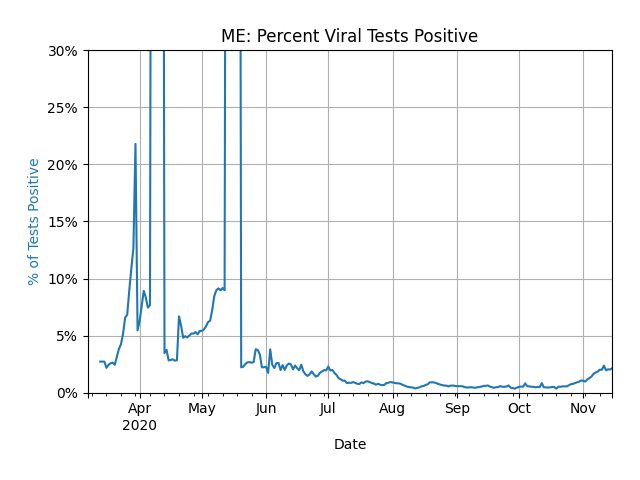 ME: Percent Viral Tests Positive
30%
25%
20%
15%
10%
5%
0%
% of Tests Positive
Apr May Jun Jul Aug Sep Oct Nov
2020
Date